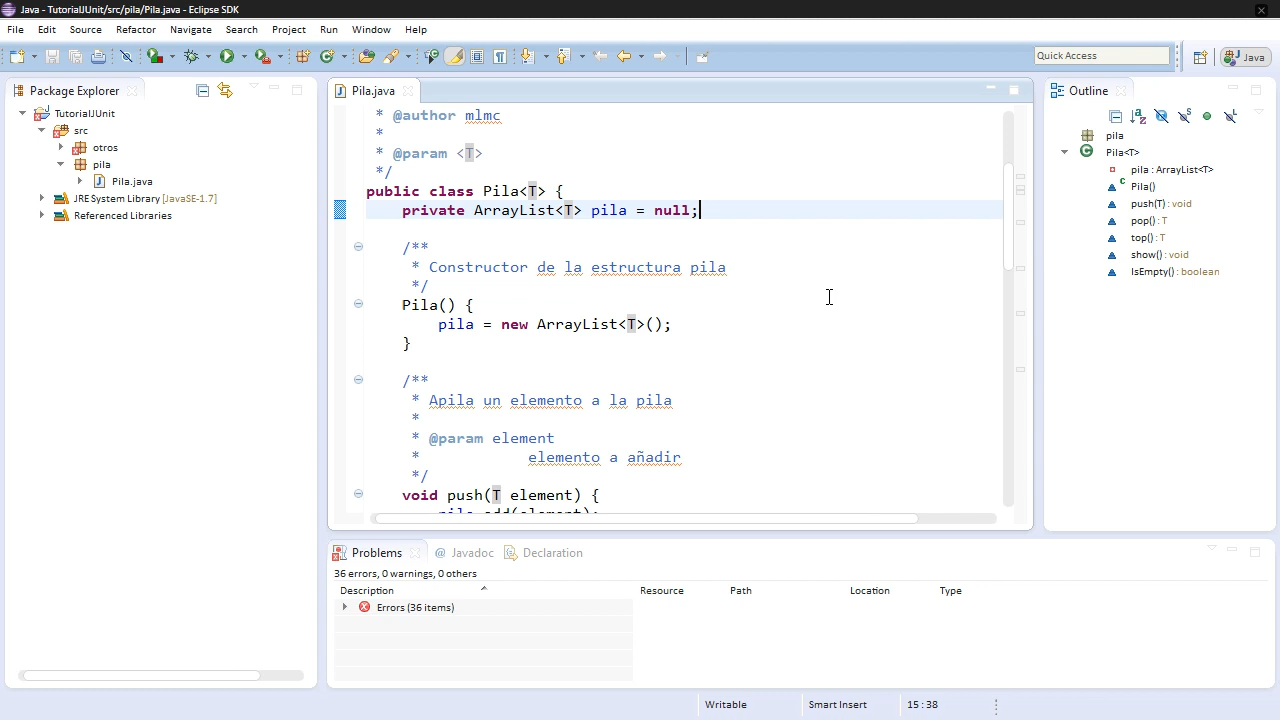 Java - TutorialJUnit/src/pila/Pila.java - Eclipse SDK
File Edit Source Refactor Navigate Search Project Run Window Help
Quick Access
Java
Package Explorer
TutorialJUnit
src
otros
pila
Pila.java
JRE System Library [JavaSE-1.7]
Referenced Libraries
Pila.java
* @author mlmc
*
* @param <T>
*/
public class Pila<T> {
private ArrayList<T> pila = null;
/**
* Constructor de la estructura pila
*/
Pila() {
pila = new ArrayList<T>();
}
/**
* Apila un elemento a la pila
*
* @param element
* elemento a añadir
*/
void push(T element) {
pila.add(element);
Outline
pila
Pila<T>
pila : ArrayList<T>
Pila()
push(T) : void
pop() : T
top() : T
show() : void
IsEmpty() : boolean
Problems @ Javadoc Declaration
36 errors, 0 warnings, 0 others
Description Resource Path Location Type
Errors (36 items)
Writable Smart Insert 15 : 38